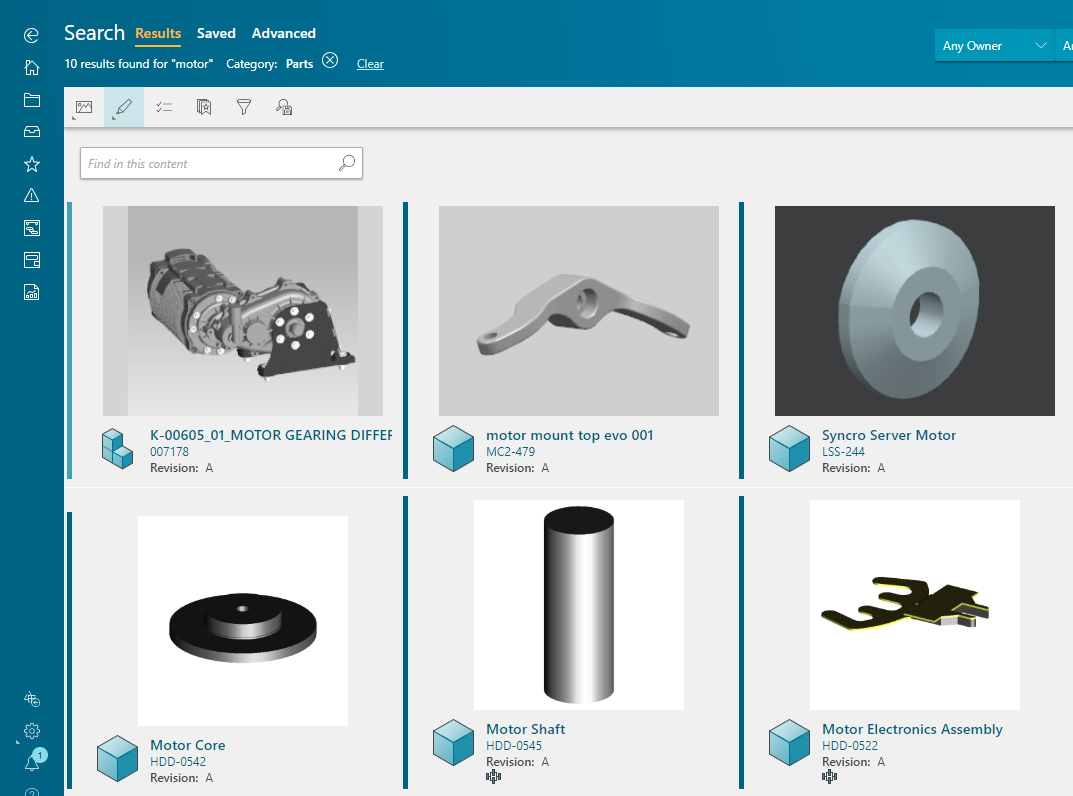 Search Results Saved Advanced
10 results found for "motor" Category: Parts Clear
Any Owner
Find in this content
K-00605_01_MOTOR GEARING DIFFER
007178
Revision: A
motor mount top evo 001
MC2-479
Revision: A
Syncro Server Motor
LSS-244
Revision: A
Motor Core
HDD-0542
Revision: A
Motor Shaft
HDD-0545
Revision: A
Motor Electronics Assembly
HDD-0522
Revision: A
1